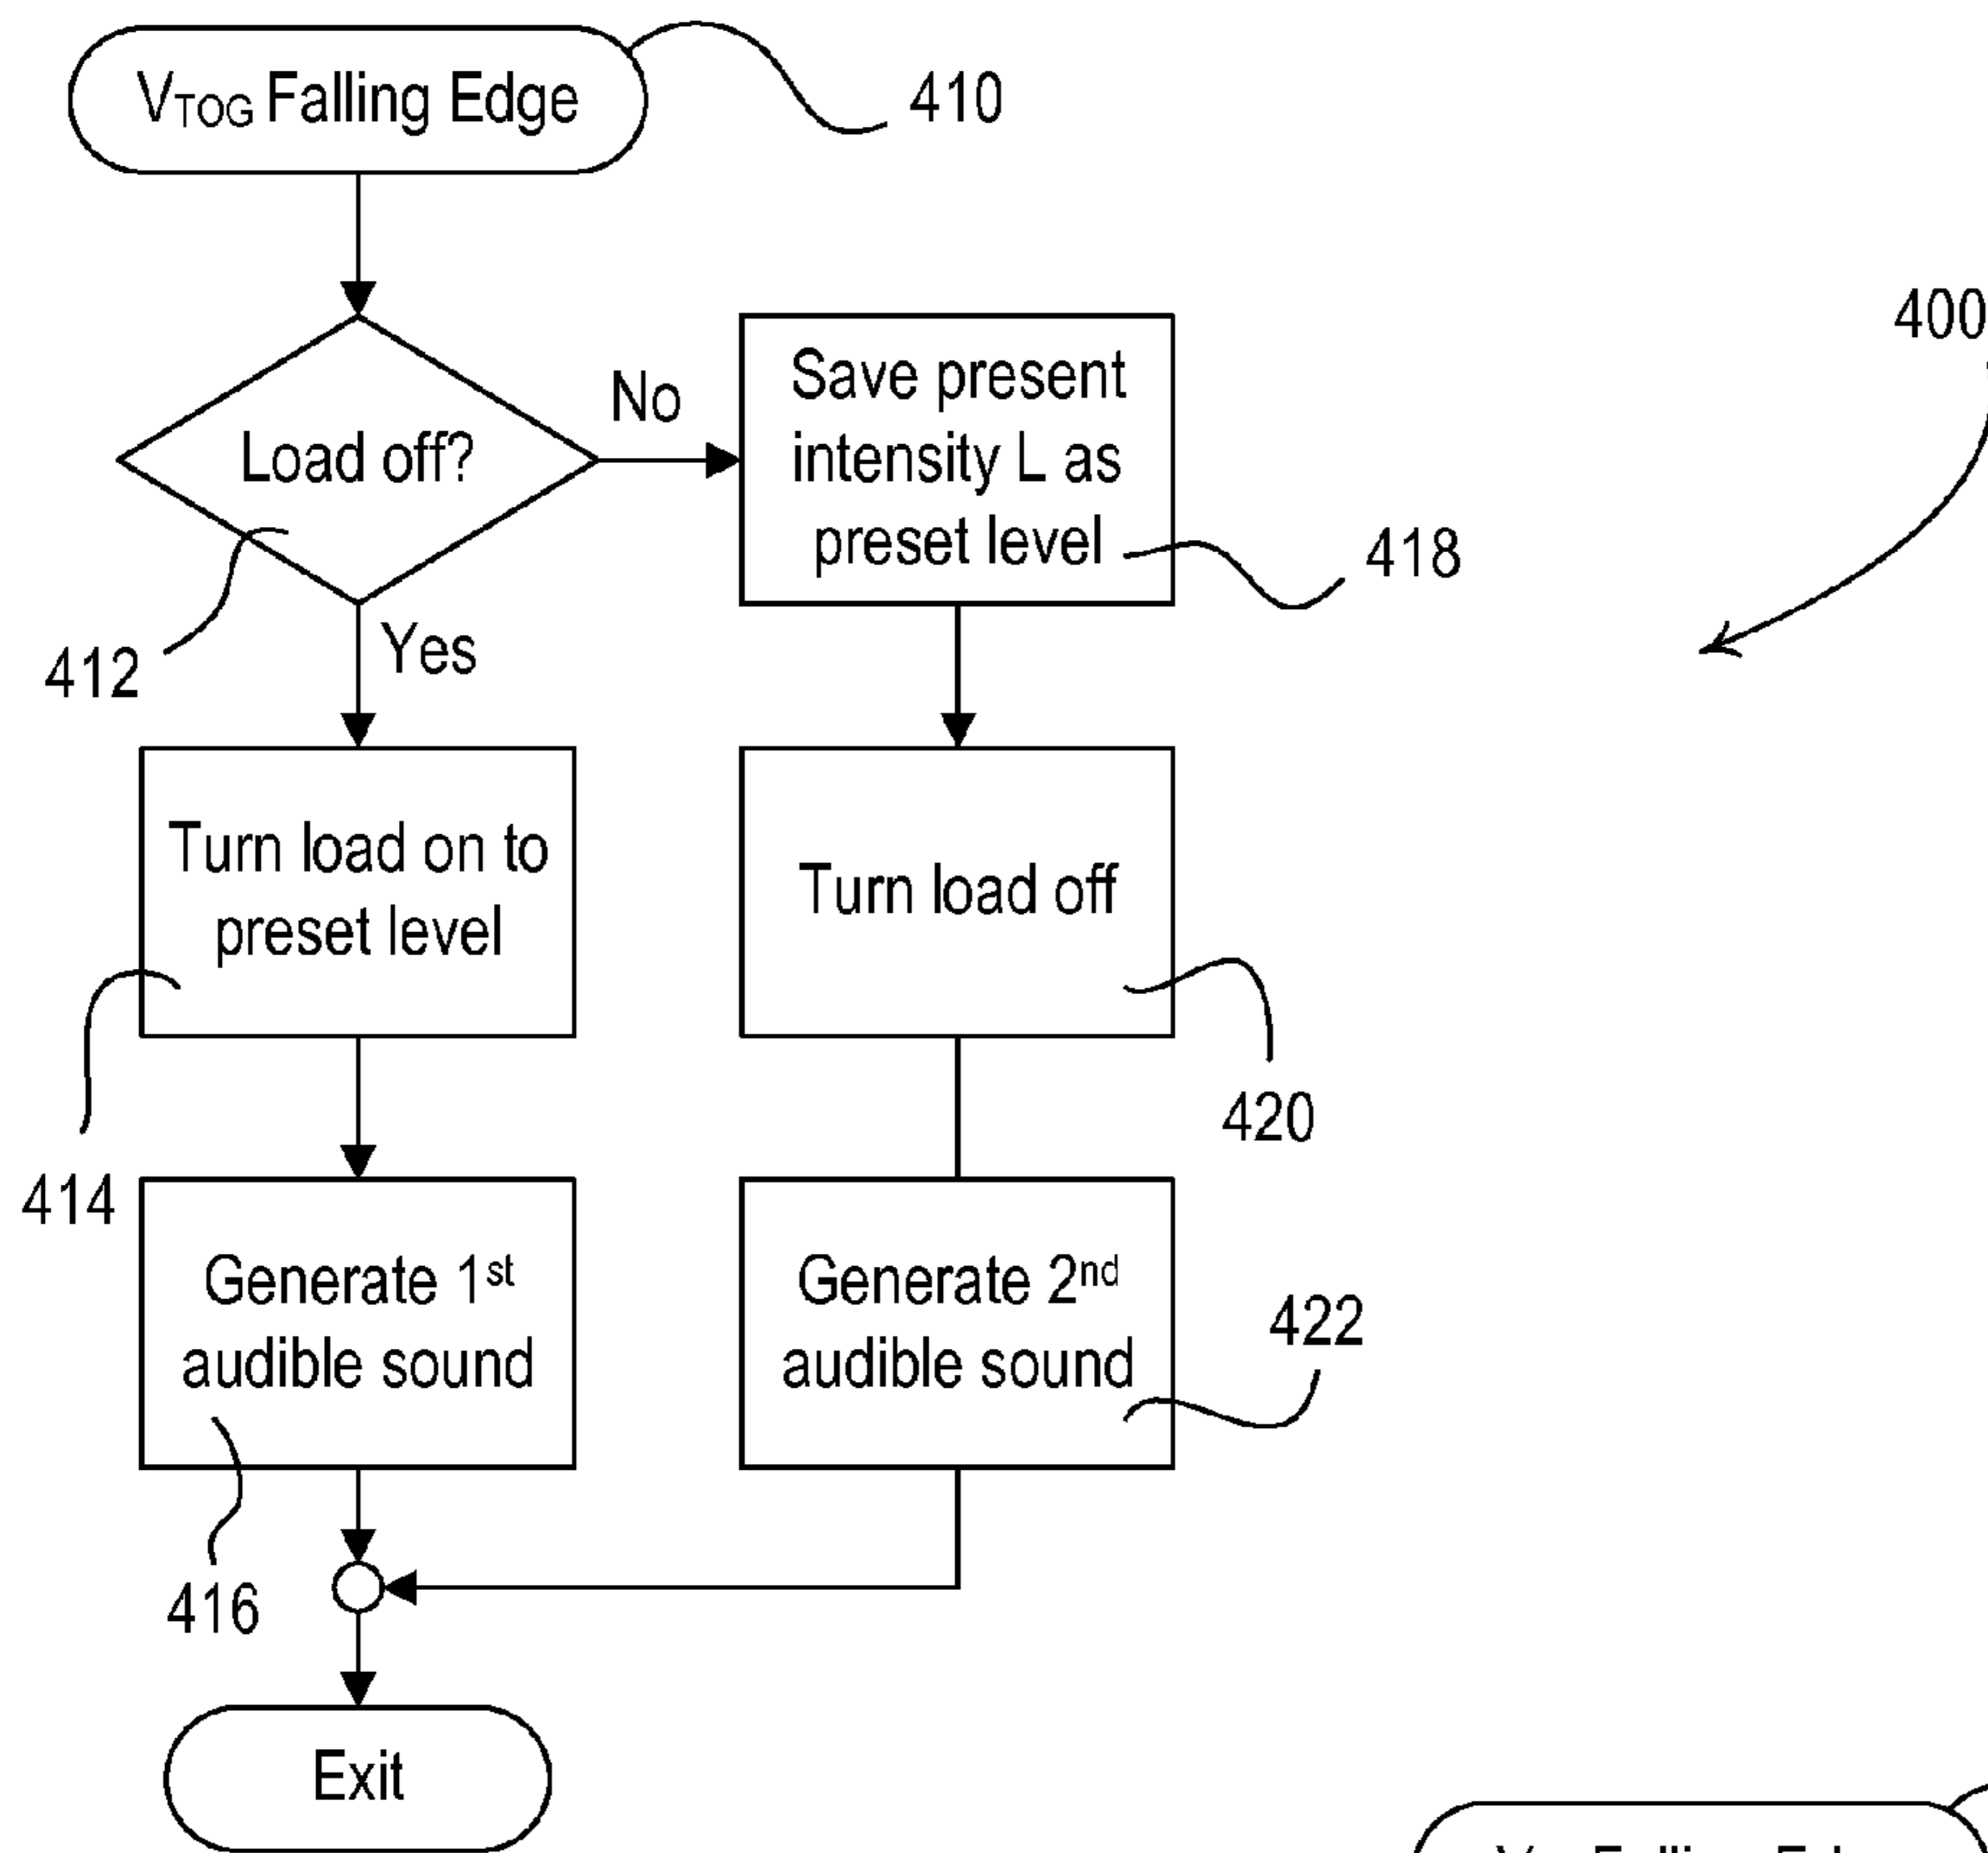 V_TOG Falling Edge
410
400
Load off?
No
Save present
intensity L as
preset level
418
412
Yes
Turn load on to
preset level
Turn load off
414
420
Generate 1st
audible sound
Generate 2nd
audible sound
422
416
Exit